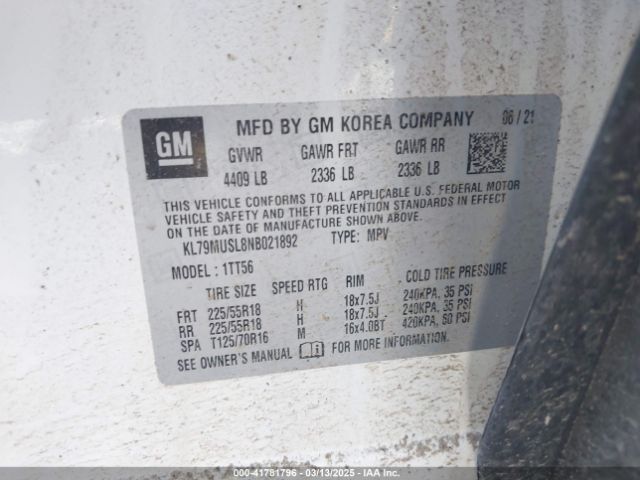 GM
MFD BY GM KOREA COMPANY 06 / 21
GVWR GAWR FRT GAWR RR
4409 LB 2336 LB 2336 LB
THIS VEHICLE CONFORMS TO ALL APPLICABLE U.S. FEDERAL MOTOR
VEHICLE SAFETY AND THEFT PREVENTION STANDARDS IN EFFECT
ON THE DATE OF MANUFACTURE SHOWN ABOVE.
KL79MUSL8NB021892 TYPE: MPV
MODEL : 1TT56
TIRE SIZE SPEED RTG RIM COLD TIRE PRESSURE
FRT 225/55R18 H 18x7.5J 240KPA, 35 PSI
RR 225/55R18 H 18x7.5J 240KPA, 35 PSI
SPA T125/70R16 M 16x4.0BT 420KPA, 60 PSI
SEE OWNER'S MANUAL FOR MORE INFORMATION.
- OWNER: 41781796 - 03/13/2025 - IAA, Inc. -